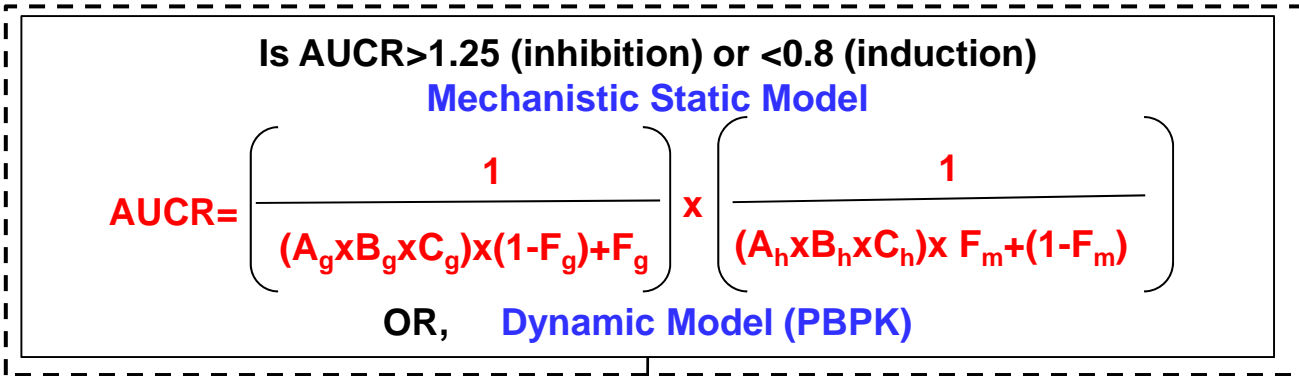 Is AUCR>1.25 (inhibition) or <0.8 (induction)
Mechanistic Static Model
1 1
AUCR= x
(AgxBgxCg)x(1-Fg)+Fg (AhxBhxCh)x Fm+(1-Fm)
OR, Dynamic Model (PBPK)